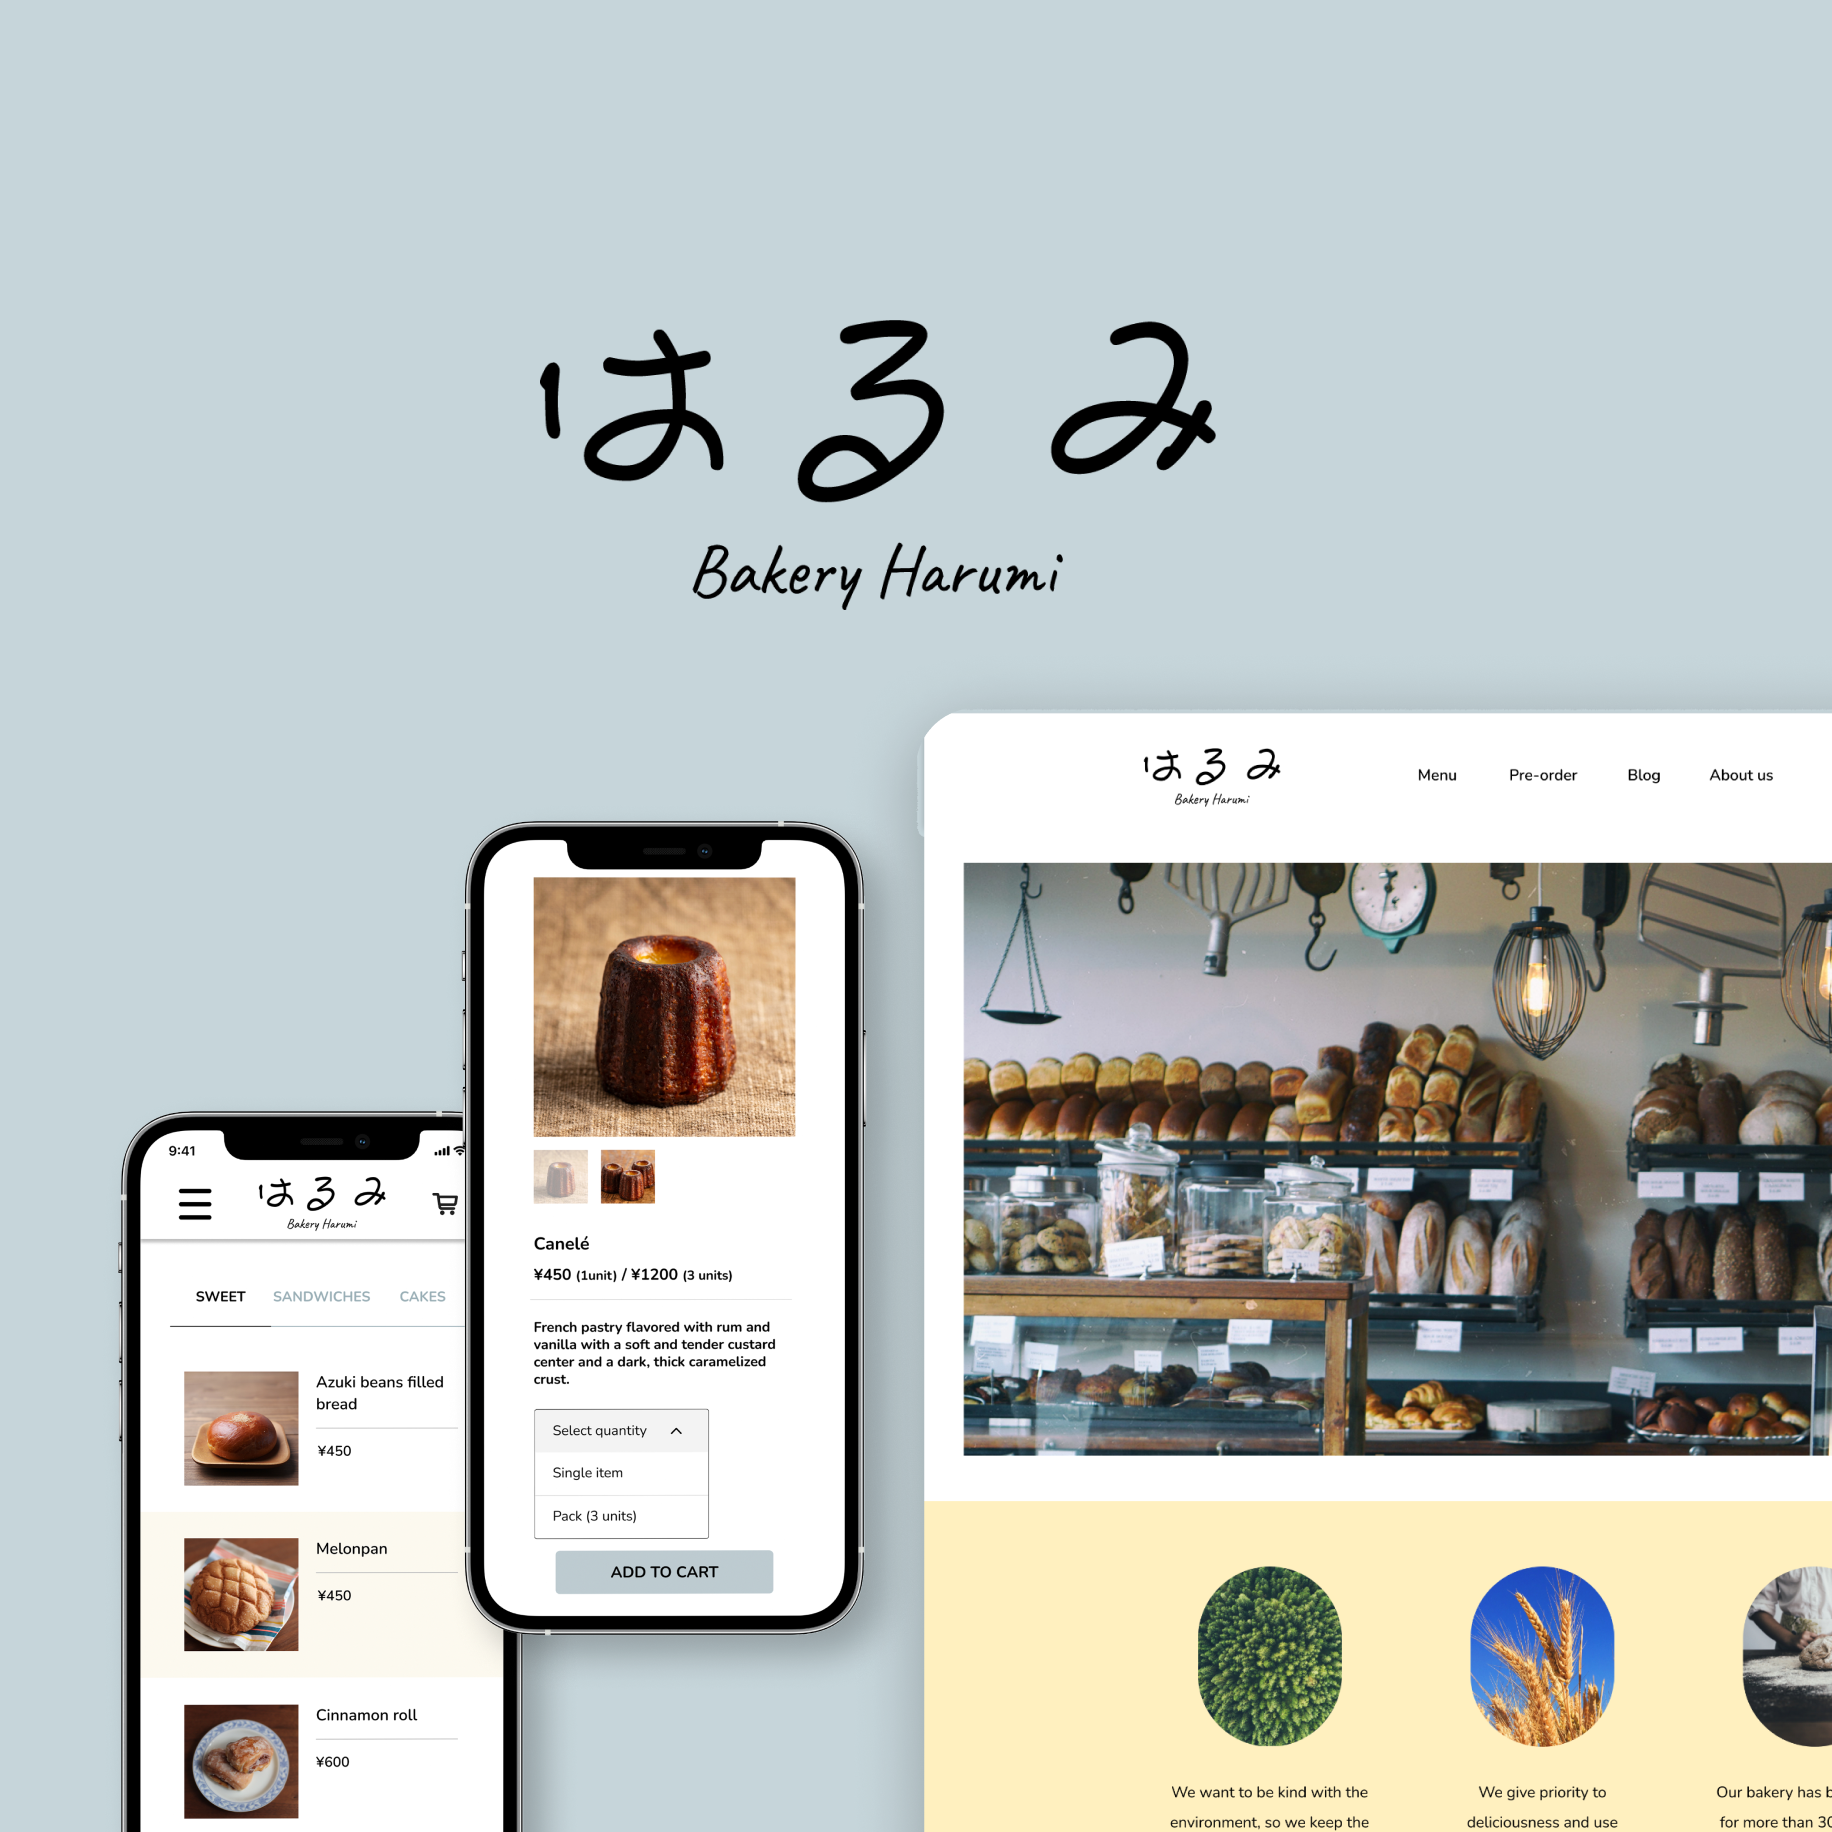 はるみ
Bakery Harumi
はるみ
Bakery Harumi
Menu
Pre-order
Blog
About us
9:41
はるみ
Bakery Harumi
SWEET
SANDWICHES
CAKES
Azuki beans filled
bread
¥450
Melonpan
¥450
Cinnamon roll
¥600
Canelé
¥450 (1unit) / ¥1200 (3 units)
French pastry flavored with rum and
vanilla with a soft and tender custard
center and a dark, thick caramelized
crust.
Select quantity
Single item
Pack (3 units)
ADD TO CART
We want to be kind with the
environment, so we keep the
We give priority to
deliciousness and use
Our bakery has
for more than